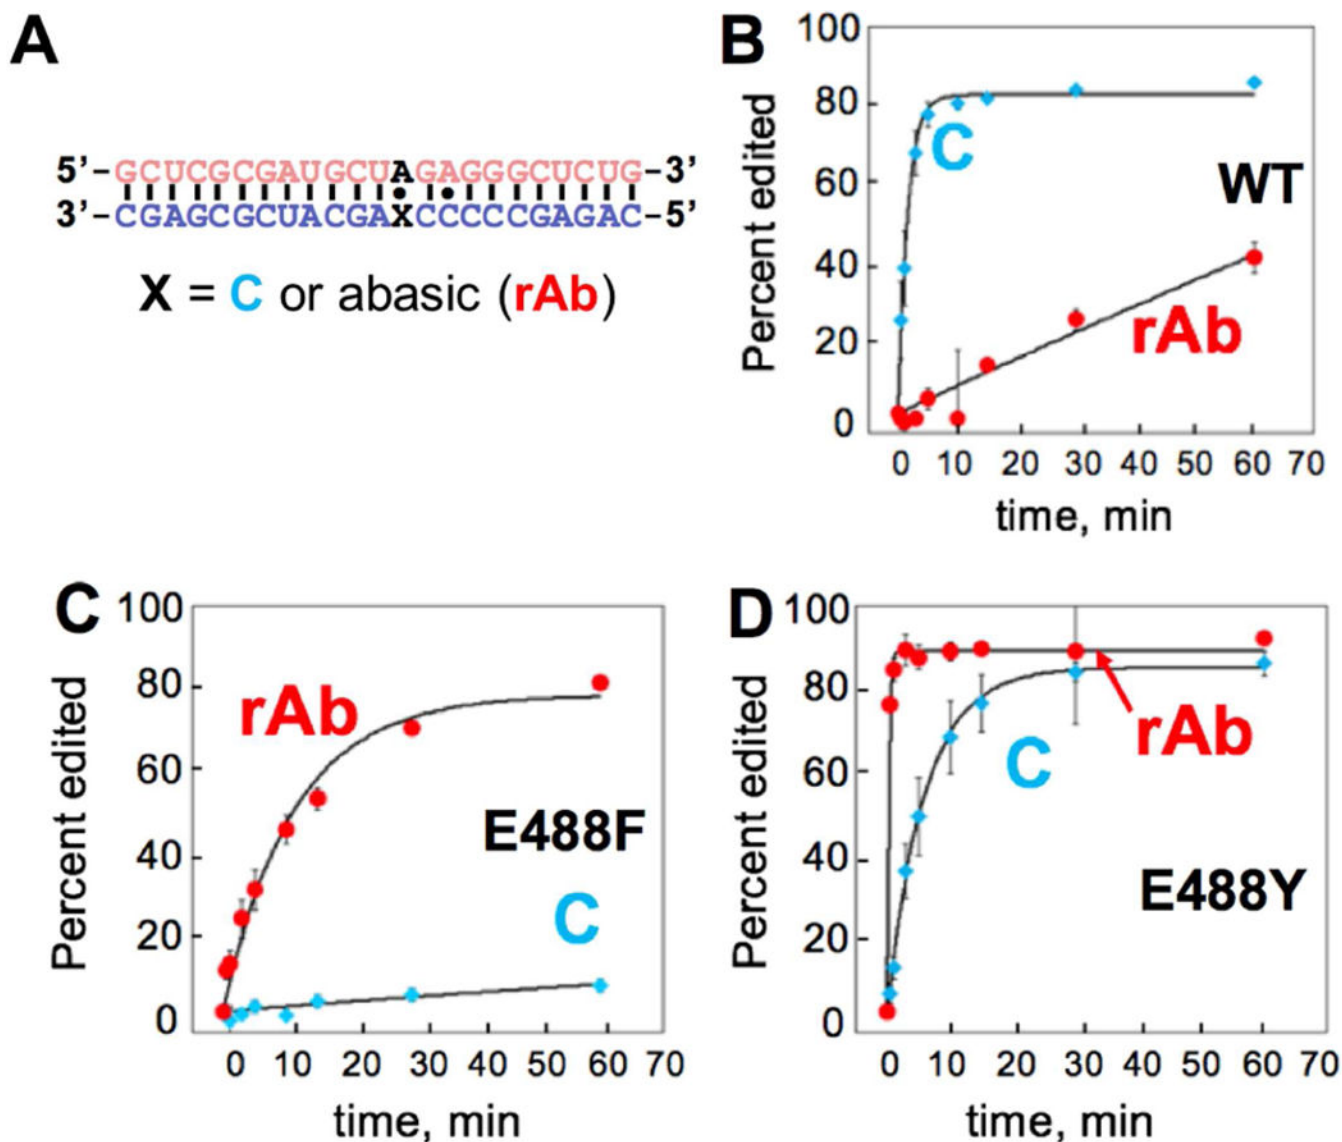 A
5’-GCUCGCGAUGCUAGAGGGCUCUG-3’
3’-CGAGCGCUACGAXCCCCCGAGAC-5’
X = C or abasic (rAb)
B
Percent edited
100
80
60
40
20
0
C
WT
rAb
0 10 20 30 40 50 60 70
time, min
C
Percent edited
100
80
60
40
20
0
rAb
E488F
C
0 10 20 30 40 50 60 70
time, min
D
Percent edited
100
80
60
40
20
0
rAb
C
E488Y
0 10 20 30 40 50 60 70
time, min